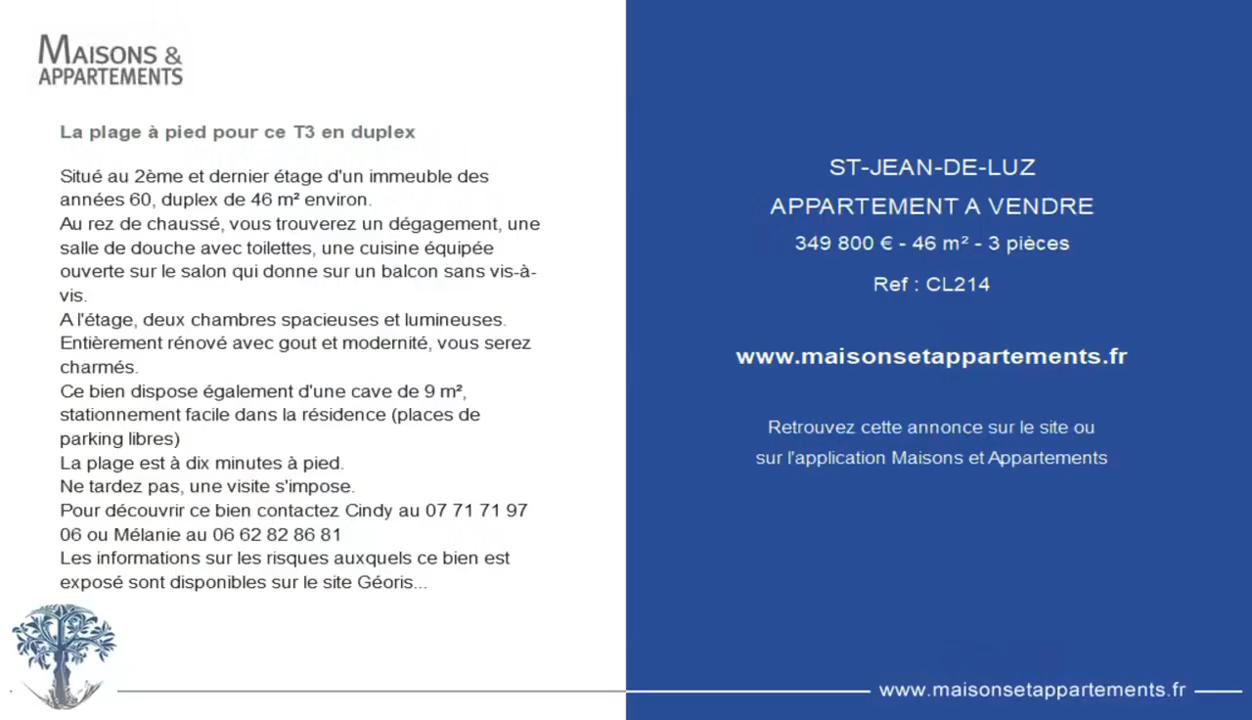 MAISONS &
APPARTEMENTS
La plage à pied pour ce T3 en duplex
Situé au 2ème et dernier étage d'un immeuble des
années 60, duplex de 46 m² environ.
Au rez de chaussé, vous trouverez un dégagement, une
salle de douche avec toilettes, une cuisine équipée
ouverte sur le salon qui donne sur un balcon sans vis-à-
vis.
A l'étage, deux chambres spacieuses et lumineuses.
Entièrement rénové avec gout et modernité, vous serez
charmés.
Ce bien dispose également d'une cave de 9 m²,
stationnement facile dans la résidence (places de
parking libres)
La plage est à dix minutes à pied.
Ne tardez pas, une visite s'impose.
Pour découvrir ce bien contactez Cindy au 07 71 71 97
06 ou Mélanie au 06 62 82 86 81
Les informations sur les risques auxquels ce bien est
exposé sont disponibles sur le site Géoris...
ST-JEAN-DE-LUZ
APPARTEMENT A VENDRE
349 800 € - 46 m² - 3 pièces
Ref : CL214
www.maisonsetappartements.fr
Retrouvez cette annonce sur le site ou
sur l'application Maisons et Appartements
www.maisonsetappartements.fr